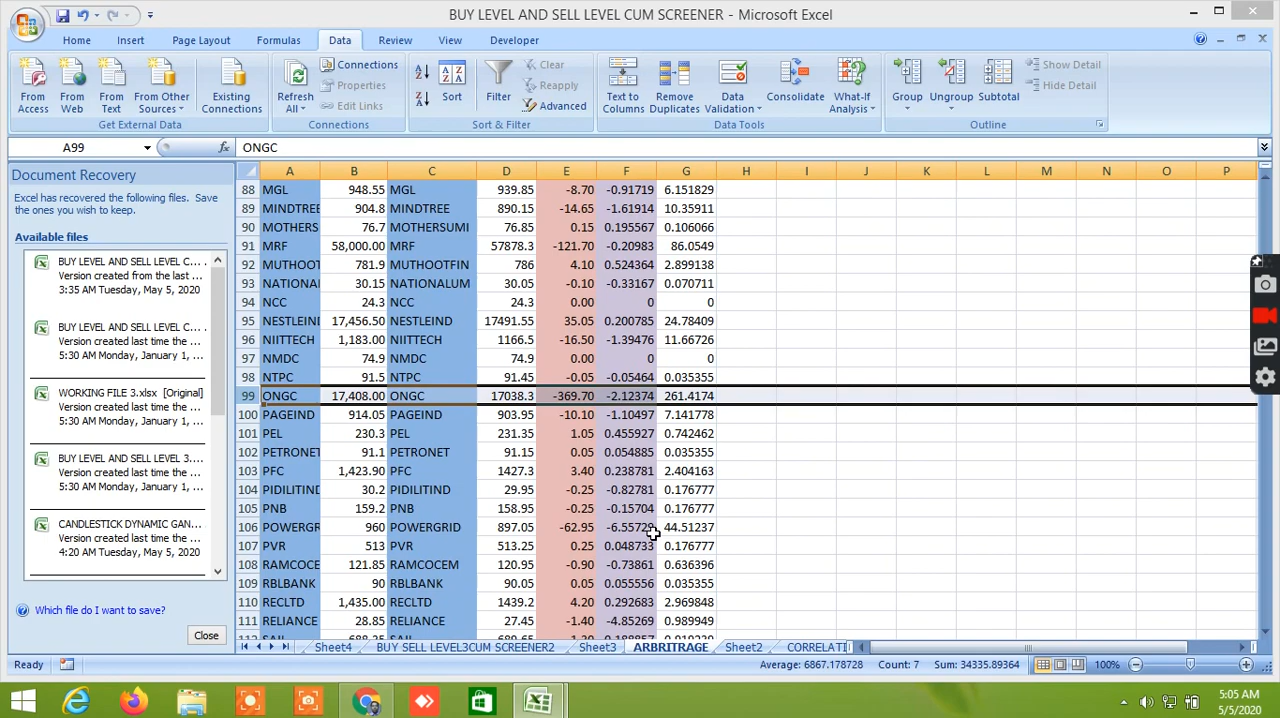 BUY LEVEL AND SELL LEVEL CUM SCREENER - Microsoft Excel
Home Insert Page Layout Formulas Data Review View Developer
From Access
From Web
From Text
From Other Sources
Existing Connections
Get External Data
Refresh All
Connections
Properties
Edit Links
Connections
Sort
Filter
Clear
Reapply
Advanced
Sort & Filter
Text to Columns
Remove Duplicates
Data Validation
Consolidate
What-If Analysis
Data Tools
Group
Ungroup
Subtotal
Show Detail
Hide Detail
Outline
A99 fx ONGC
Document Recovery
Excel has recovered the following files. Save
the ones you wish to keep.
Available files
BUY LEVEL AND SELL LEVEL C... .
Version created from the last ...
3:35 AM Tuesday, May 5, 2020
BUY LEVEL AND SELL LEVEL C... .
Version created last time the ...
5:30 AM Monday, January 1, ...
WORKING FILE 3.xlsx [Original]
Version created last time the ...
5:30 AM Monday, January 1, ...
BUY LEVEL AND SELL LEVEL 3....
Version created last time the ...
5:30 AM Monday, January 1, ...
CANDLESTICK DYNAMIC GAN...
Version created last time the ...
4:20 AM Tuesday, May 5, 2020
Which file do I want to save?
Close
A B C D E F G H I J K L M N O P
88 MGL 948.55 MGL 939.85 -8.70 -0.91719 6.151829
89 MINDTREE 904.8 MINDTREE 890.15 -14.65 -1.61914 10.35911
90 MOTHERS 76.7 MOTHERSUMI 76.85 0.15 0.195567 0.106066
91 MRF 58,000.00 MRF 57878.3 -121.70 -0.20983 86.0549
92 MUTHOOT 781.9 MUTHOOTFIN 786 4.10 0.524364 2.899138
93 NATIONAL 30.15 NATIONALUM 30.05 -0.10 -0.33167 0.070711
94 NCC 24.3 NCC 24.3 0.00 0 0
95 NESTLEIND 17,456.50 NESTLEIND 17491.55 35.05 0.200785 24.78409
96 NIITTECH 1,183.00 NIITTECH 1166.5 -16.50 -1.39476 11.66726
97 NMDC 74.9 NMDC 74.9 0.00 0 0
98 NTPC 91.5 NTPC 91.45 -0.05 -0.05464 0.035355
99 ONGC 17,408.00 ONGC 17038.3 -369.70 -2.12374 261.4174
100 PAGEIND 914.05 PAGEIND 903.95 -10.10 -1.10497 7.141778
101 PEL 230.3 PEL 231.35 1.05 0.455927 0.742462
102 PETRONET 91.1 PETRONET 91.15 0.05 0.054885 0.035355
103 PFC 1,423.90 PFC 1427.3 3.40 0.238781 2.404163
104 PIDILITIND 30.2 PIDILITIND 29.95 -0.25 -0.82781 0.176777
105 PNB 159.2 PNB 158.95 -0.25 -0.15704 0.176777
106 POWERGR 960 POWERGRID 897.05 -62.95 -6.55729 44.51237
107 PVR 513 PVR 513.25 0.25 0.048733 0.176777
108 RAMCOCE 121.85 RAMCOCEM 120.95 -0.90 -0.73861 0.636396
109 RBLBANK 90 RBLBANK 90.05 0.05 0.055556 0.035355
110 RECLTD 1,435.00 RECLTD 1439.2 4.20 0.292683 2.969848
111 RELIANCE 28.85 RELIANCE 27.45 -1.40 -4.85269 0.989949
Sheet4 BUY SELL LEVEL3CUM SCREENER2 Sheet3 ARBRITRAGE Sheet2 CORRELATI
Ready Average: 6867.178728 Count: 7 Sum: 34335.89364 100%
5:05 AM
5/5/2020